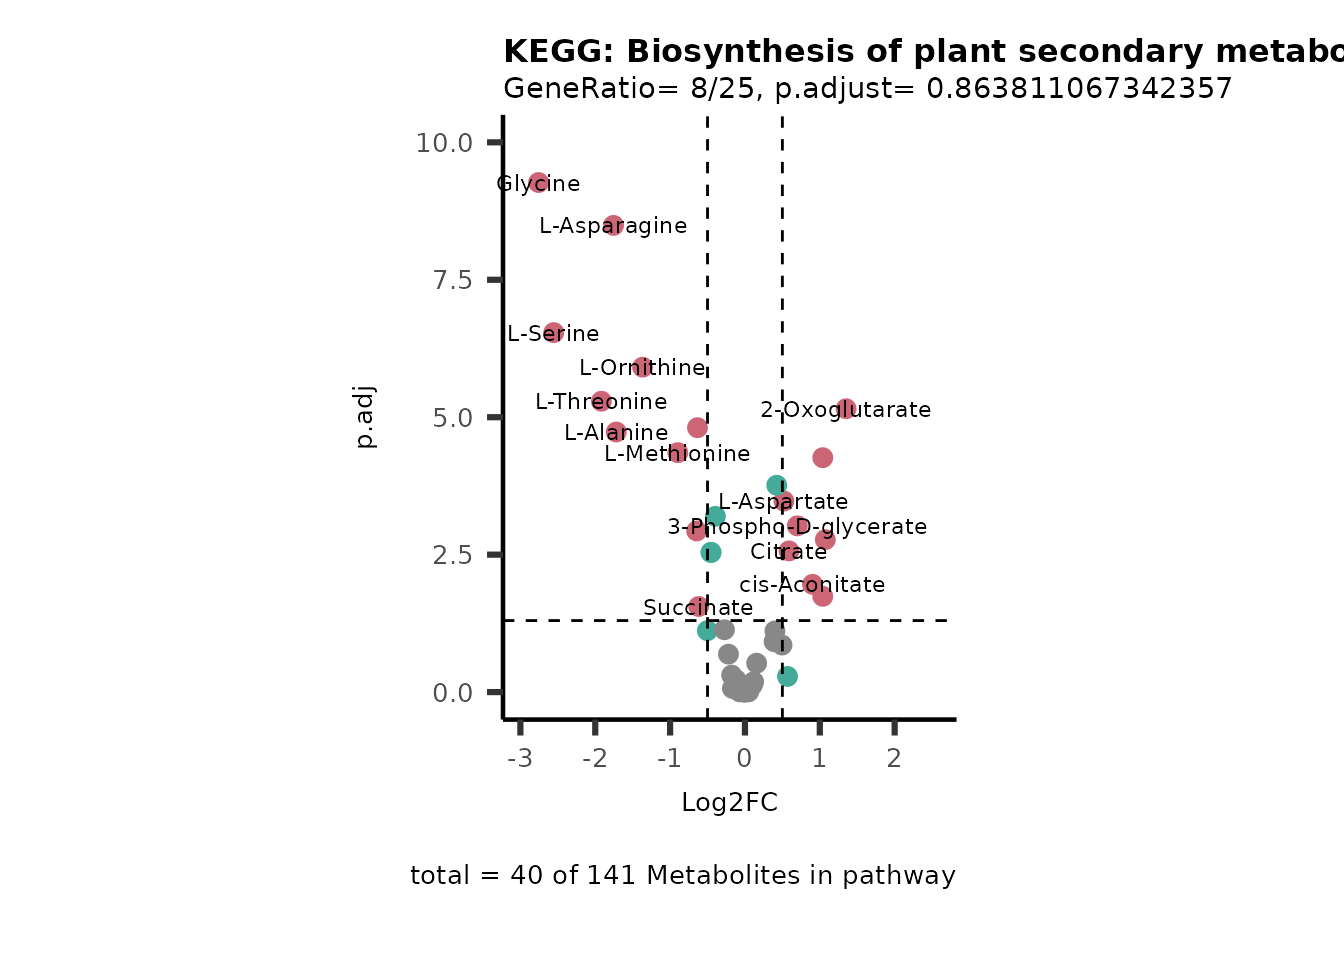 KEGG: Biosynthesis of plant secondary metabo
GeneRatio= 8/25, p.adjust= 0.863811067342357
10.0
Glycine
L-Asparagine
7.5
L-Serine
L-Ornithine
L-Threonine
2-Oxoglutarate
5.0
L-Alanine
L-Methionine
p.adj
L-Aspartate
3-Phospho-D-glycerate
Citrate
2.5
cis-Aconitate
Succinate
0.0
-3 -2 -1 0 1 2
Log2FC
total = 40 of 141 Metabolites in pathway